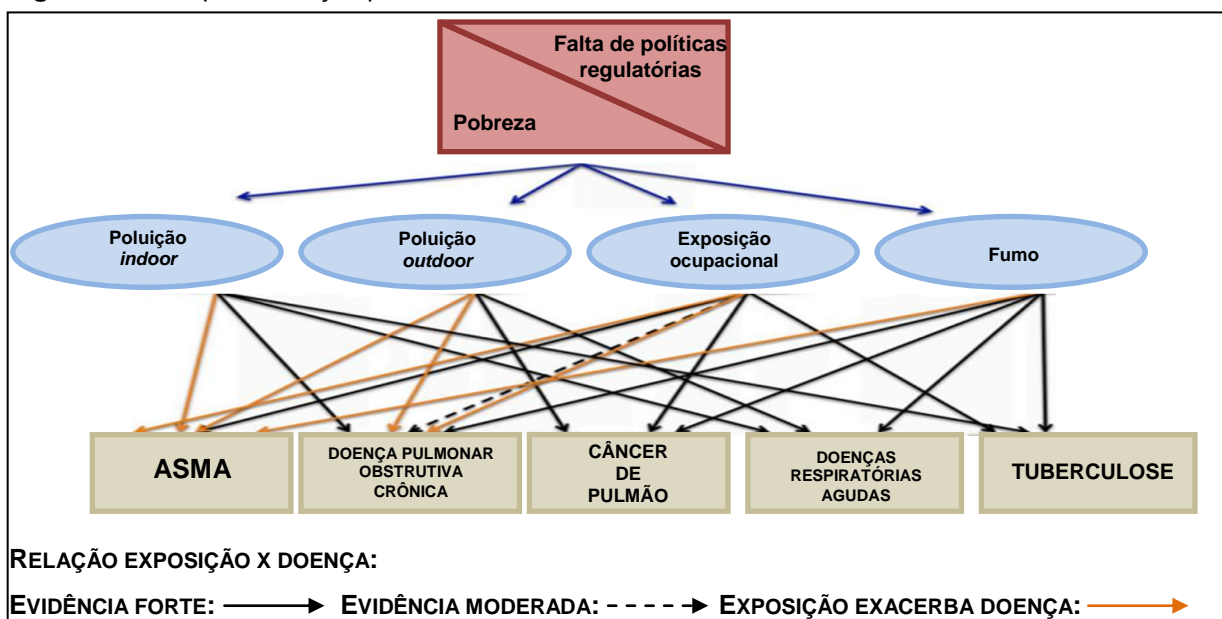 Falta de políticas
regulatórias
Pobreza
Poluição
indoor
Poluição
outdoor
Exposição
ocupacional
Fumo
ASMA
DOENÇA PULMONAR
OBSTRUTIVA
CRÔNICA
CÂNCER
DE
PULMÃO
DOENÇAS
RESPIRATÓRIAS
AGUDAS
TUBERCULOSE
RELAÇÃO EXPOSIÇÃO X DOENÇA:
EVIDÊNCIA FORTE: EVIDÊNCIA MODERADA: EXPOSIÇÃO EXACERBA DOENÇA: